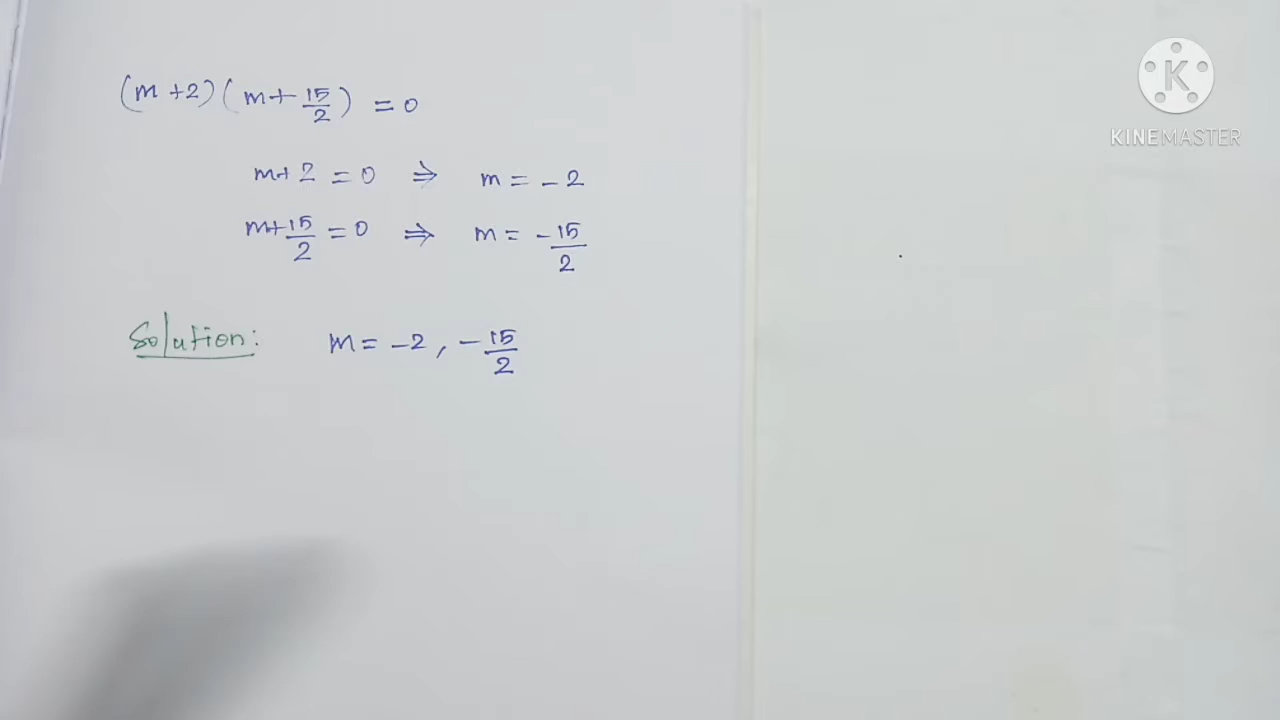 (m+2)(m+15/2) = 0
m+2 = 0 ⇒ m = -2
m+15/2 = 0 ⇒ m = -15/2
Solution: m = -2, -15/2
K
KINEMASTER